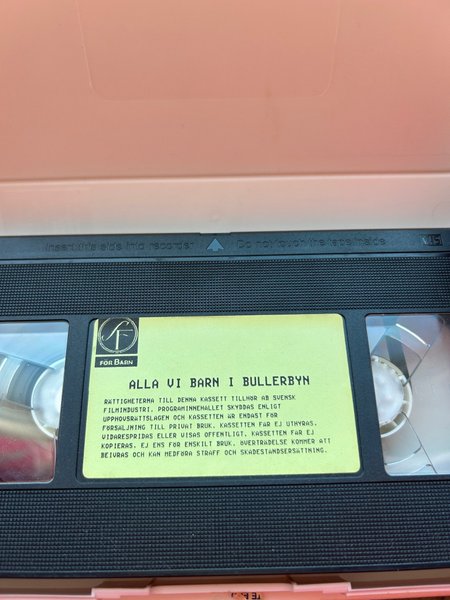 Insert this side into recorder Do not touch the tape inside VHS
SF
FÖR BARN
ALLA VI BARN I BULLERBYN
RÄTTIGHETERNA TILL DENNA KASSETT TILLHÖR AB SVENSK
FILMINDUSTRI. PROGRAMINNEHALLET SKYDDAS ENLIGT
UPPHOVSRÄTTSLAGEN OCH KASSETTEN ÄR ENDAST FÖR
FÖRSÄLJNING TILL PRIVAT BRUK. KASSETTEN FÅR EJ UTHYRAS.
VIDARESPRIDAS ELLER VISAS OFFENTLIGT. KASSETTEN FÅR EJ
KOPIERAS. EJ ENS FÖR ENSKILT BRUK. ÖVERTRÄDELSE KOMMER ATT
BEIVRAS OCH KAN MEDFÖRA STRAFF OCH SKADESTÅNDSERSÄTTNING.